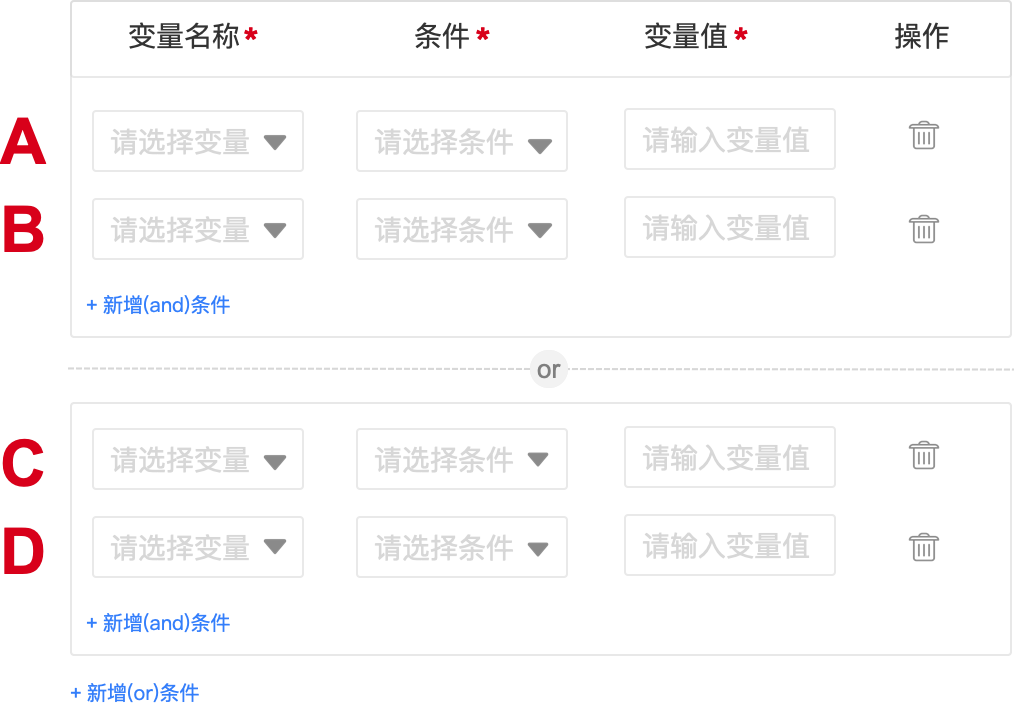 变量名称* 条件* 变量值* 操作
A 请选择变量 请选择条件 请输入变量值
B 请选择变量 请选择条件 请输入变量值
+ 新增(and)条件
or
C 请选择变量 请选择条件 请输入变量值
D 请选择变量 请选择条件 请输入变量值
+ 新增(and)条件
+ 新增(or)条件